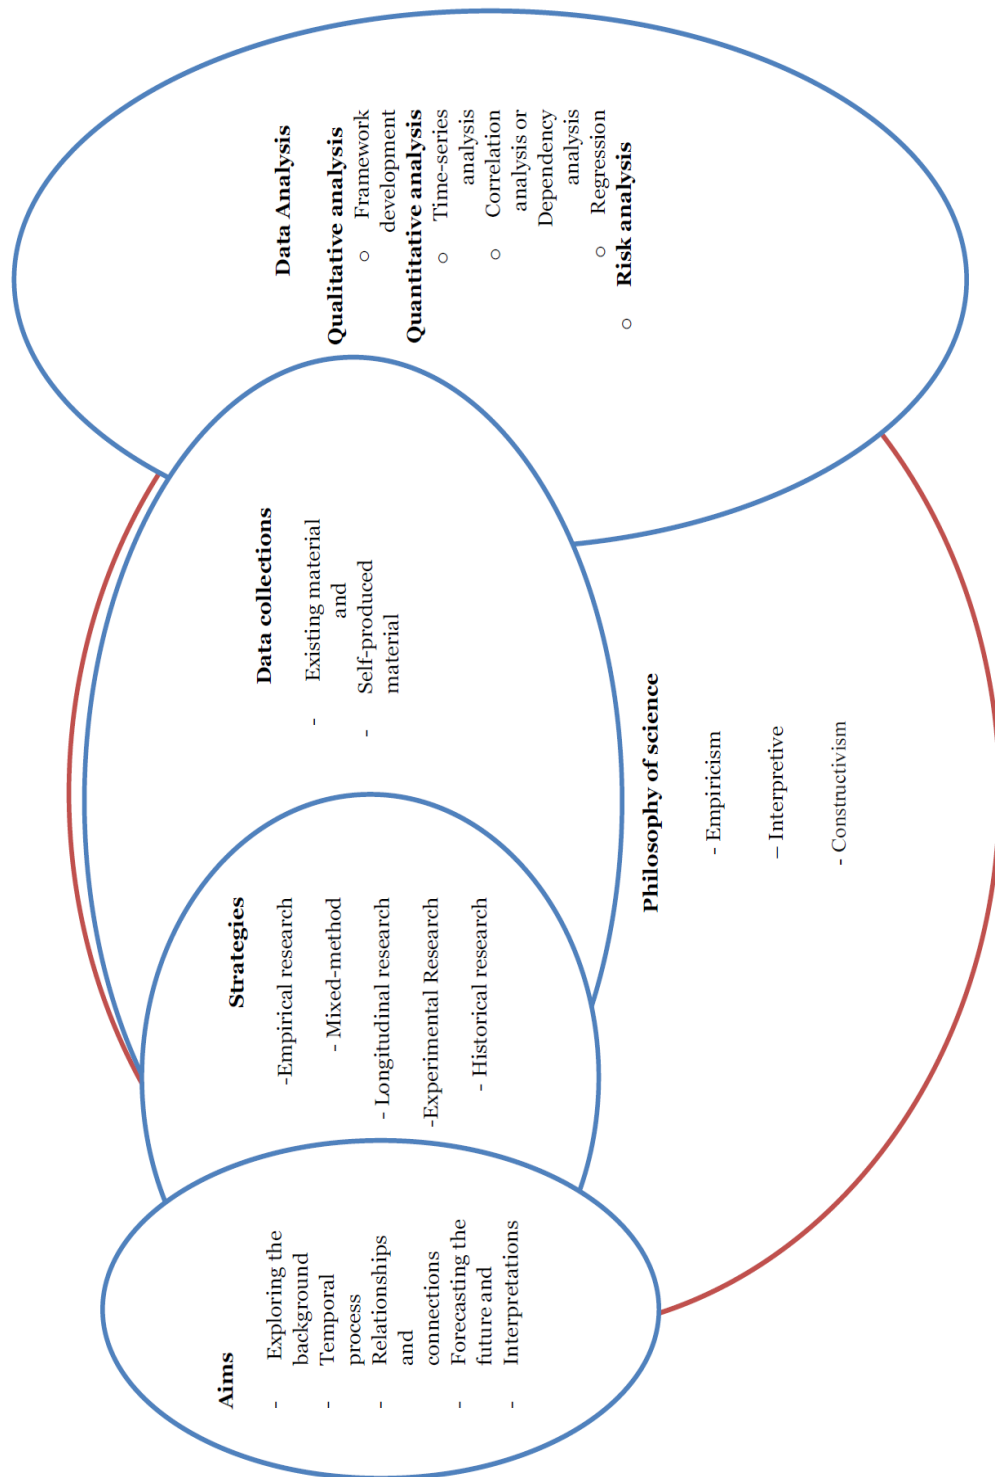 Aims
- Exploring the
background
- Temporal
process
- Relationships
and
connections
- Forecasting the
future and
- Interpretations
Strategies
-Empirical research
- Mixed-method
- Longitudinal research
-Experimental Research
- Historical research
Data collections
- Existing material
and
- Self-produced
material
Data Analysis
Qualitative analysis
○ Framework
development
Quantitative analysis
○ Time-series
analysis
○ Correlation
analysis or
Dependency
analysis
○ Regression
○ Risk analysis
Philosophy of science
- Empiricism
– Interpretive
- Constructivism